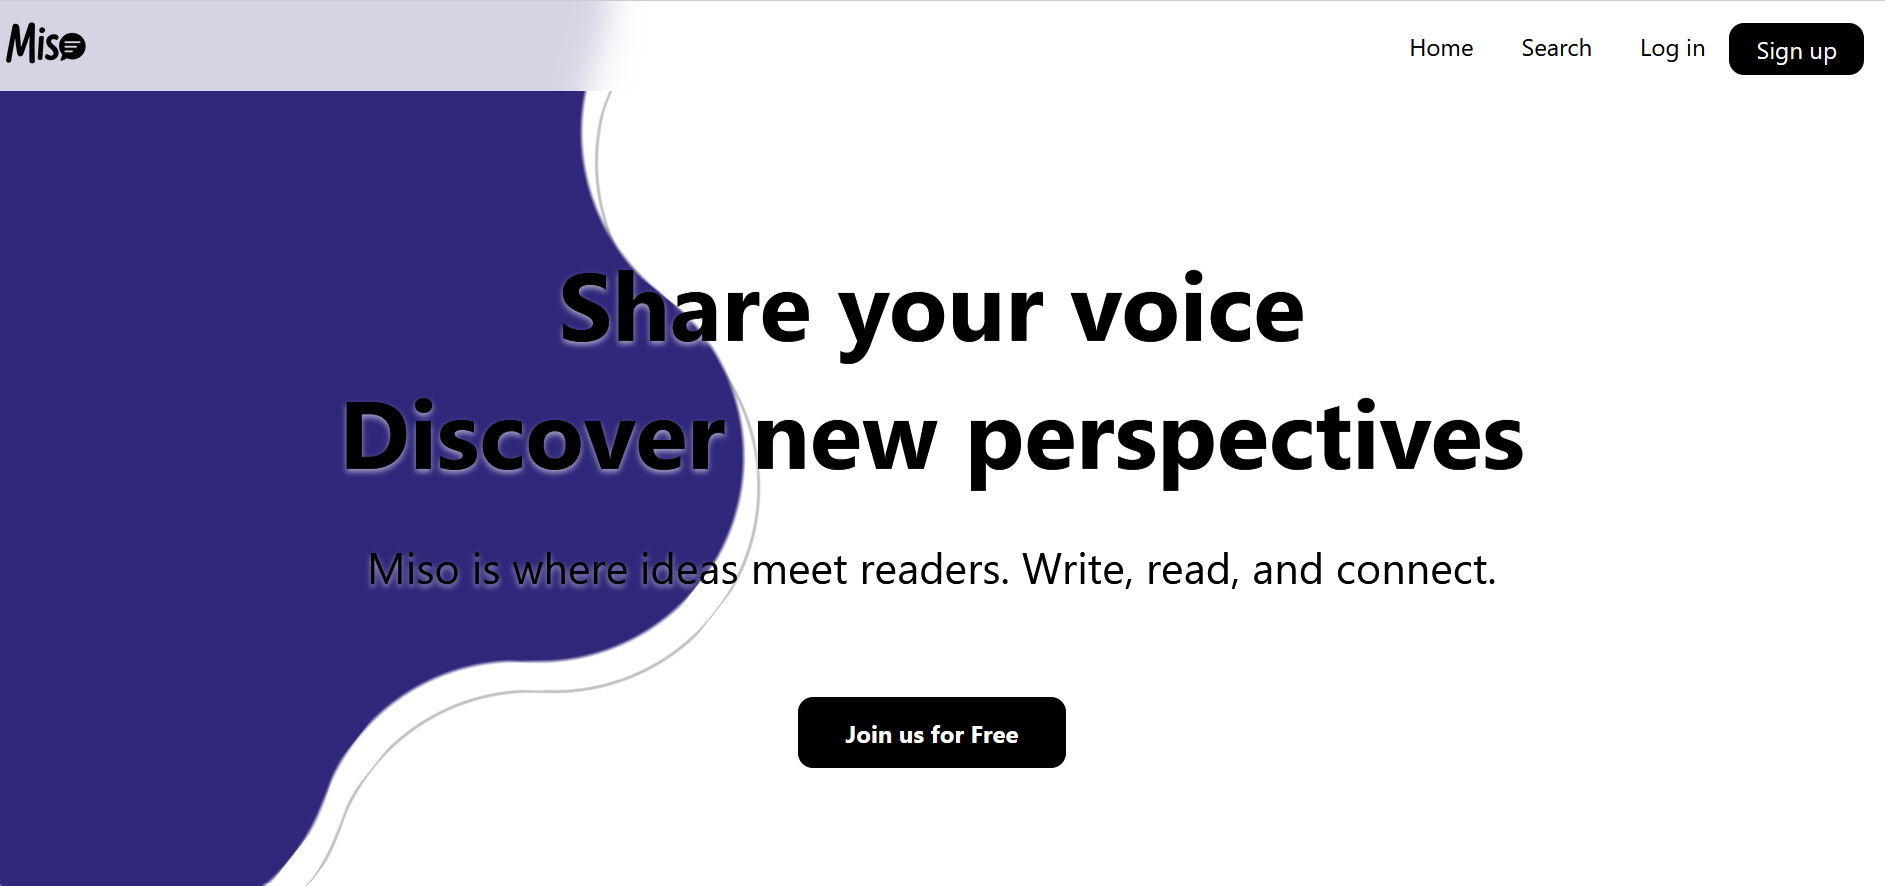 Miso
Home Search Log in Sign up
Share your voice
Discover new perspectives
Miso is where ideas meet readers. Write, read, and connect.
Join us for Free